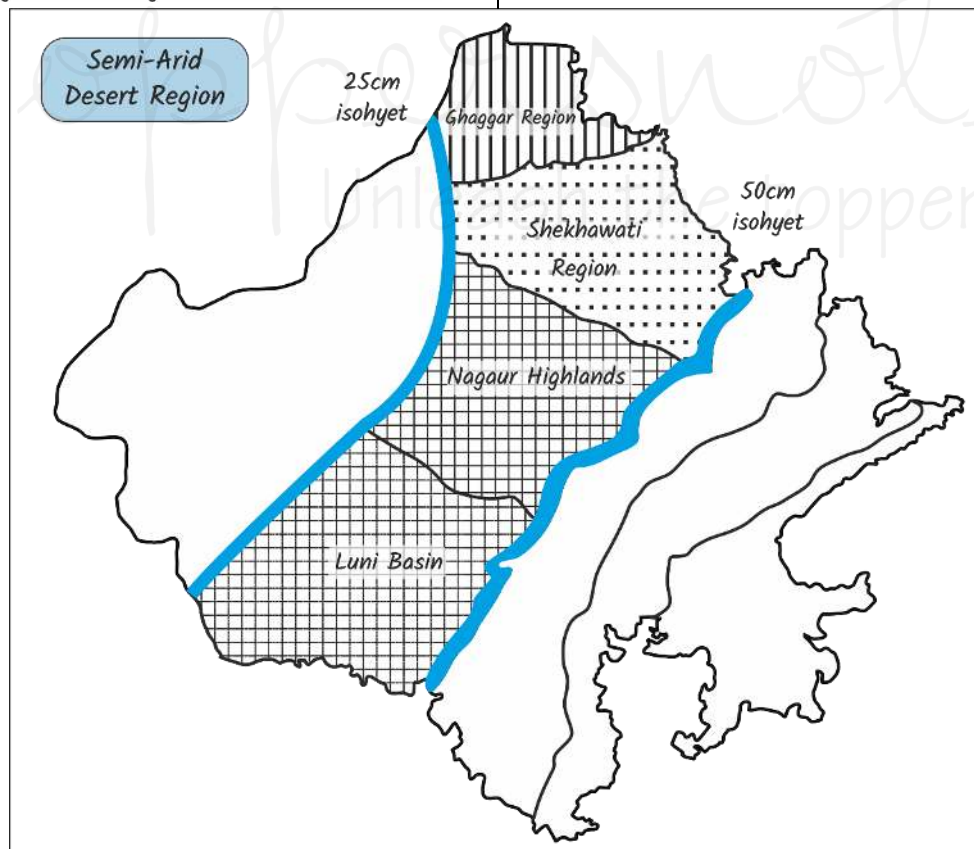 Semi-Arid
Desert Region
25cm
isohyet
Ghaggar Region
50cm
isohyet
Shekhawati
Region
Nagaur Highlands
Luni Basin